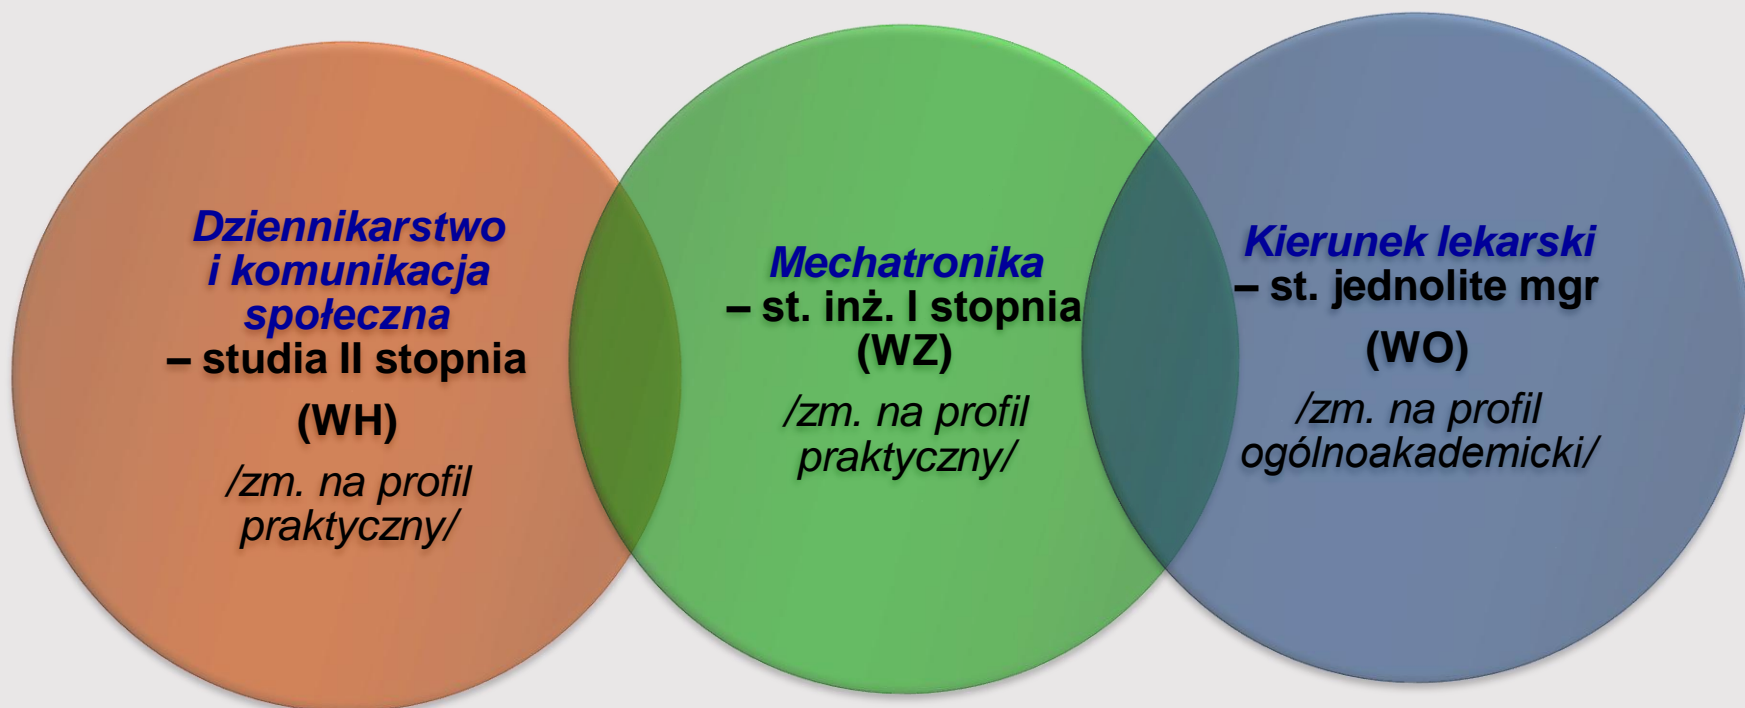 Dziennikarstwo
i komunikacja
społeczna
– studia II stopnia
(WH)
/zm. na profil
praktyczny/
Mechatronika
– st. inż. I stopnia
(WZ)
/zm. na profil
praktyczny/
Kierunek lekarski
– st. jednolite mgr
(WO)
/zm. na profil
ogólnoakademicki/